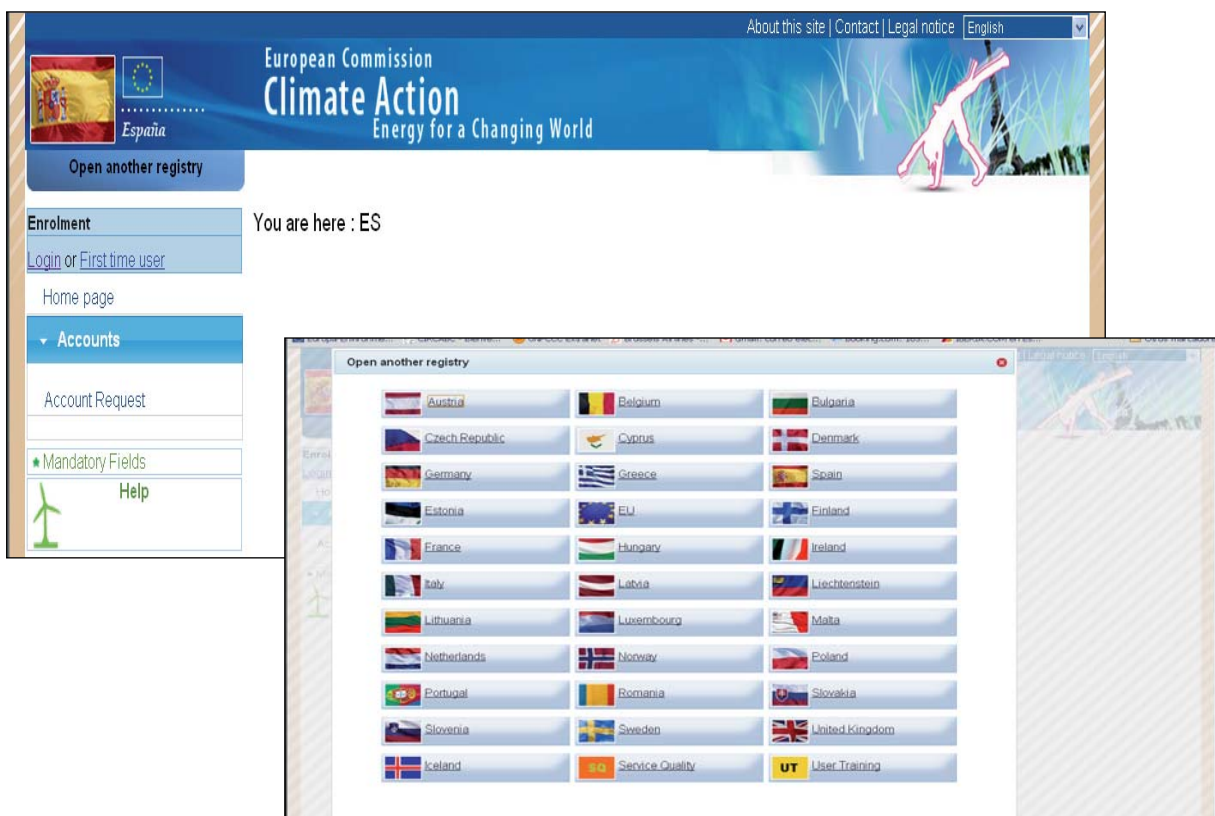 About this site | Contact | Legal notice English
España
European Commission
Climate Action
Energy for a Changing World
Open another registry
Enrolment
Login or First time user
You are here : ES
Home page
Accounts
Account Request
Mandatory Fields
Help
Open another registry
Austria Belgium Bulgaria
Czech Republic Cyprus Denmark
Germany Greece Spain
Estonia EU Finland
France Hungary Ireland
Italy Latvia Liechtenstein
Lithuania Luxembourg Malta
Netherlands Norway Poland
Portugal Romania Slovakia
Slovenia Sweden United Kingdom
Iceland SQ Service Quality UT User Training